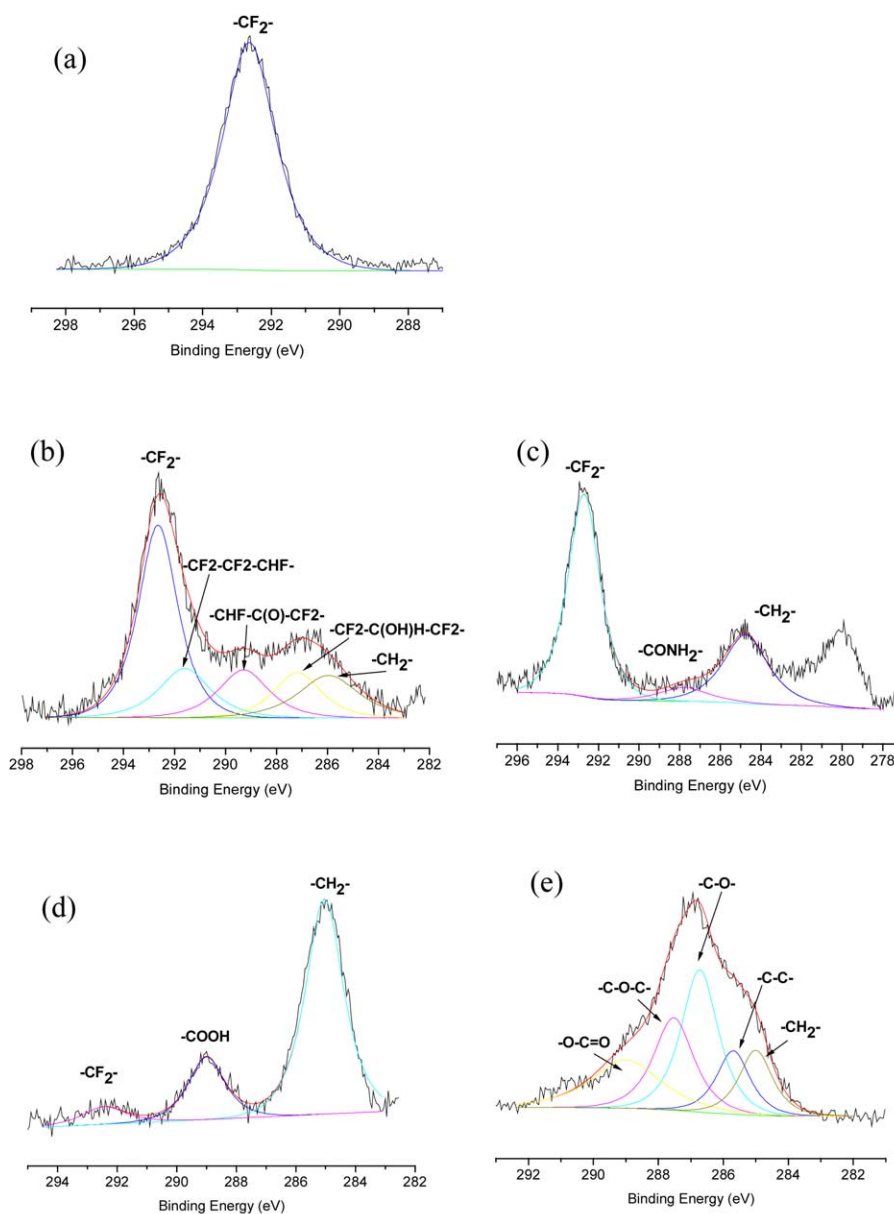 (a)
-CF2-
298 296 294 292 290 288
Binding Energy (eV)
(b)
-CF2-
-CF2-CF2-CHF-
-CHF-C(O)-CF2-
-CF2-C(OH)H-CF2-
-CH2-
298 296 294 292 290 288 286 284 282
Binding Energy (eV)
(c)
-CF2-
-CONH2-
-CH2-
296 294 292 290 288 286 284 282 280 278
Binding Energy (eV)
(d)
-CH2-
-COOH
-CF2-
294 292 290 288 286 284 282
Binding Energy (eV)
(e)
-C-O-
-C-O-C-
-C-C-
-O-C=O
-CH2-
292 290 288 286 284 282
Binding Energy (eV)